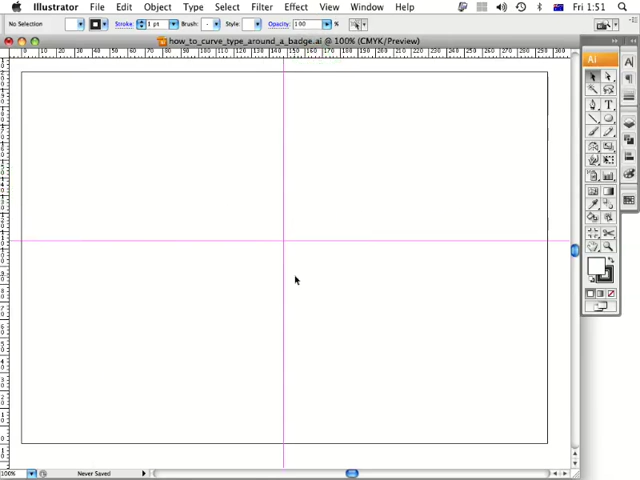 Illustrator File Edit Object Type Select Filter Effect View Window Help Fri 1:51
No Selection Stroke: 1 pt Brush: Style: Opacity: 100 %
how_to_curve_type_around_a_badge.ai @ 100% (CMYK/Preview)
Ai
100% Never Saved